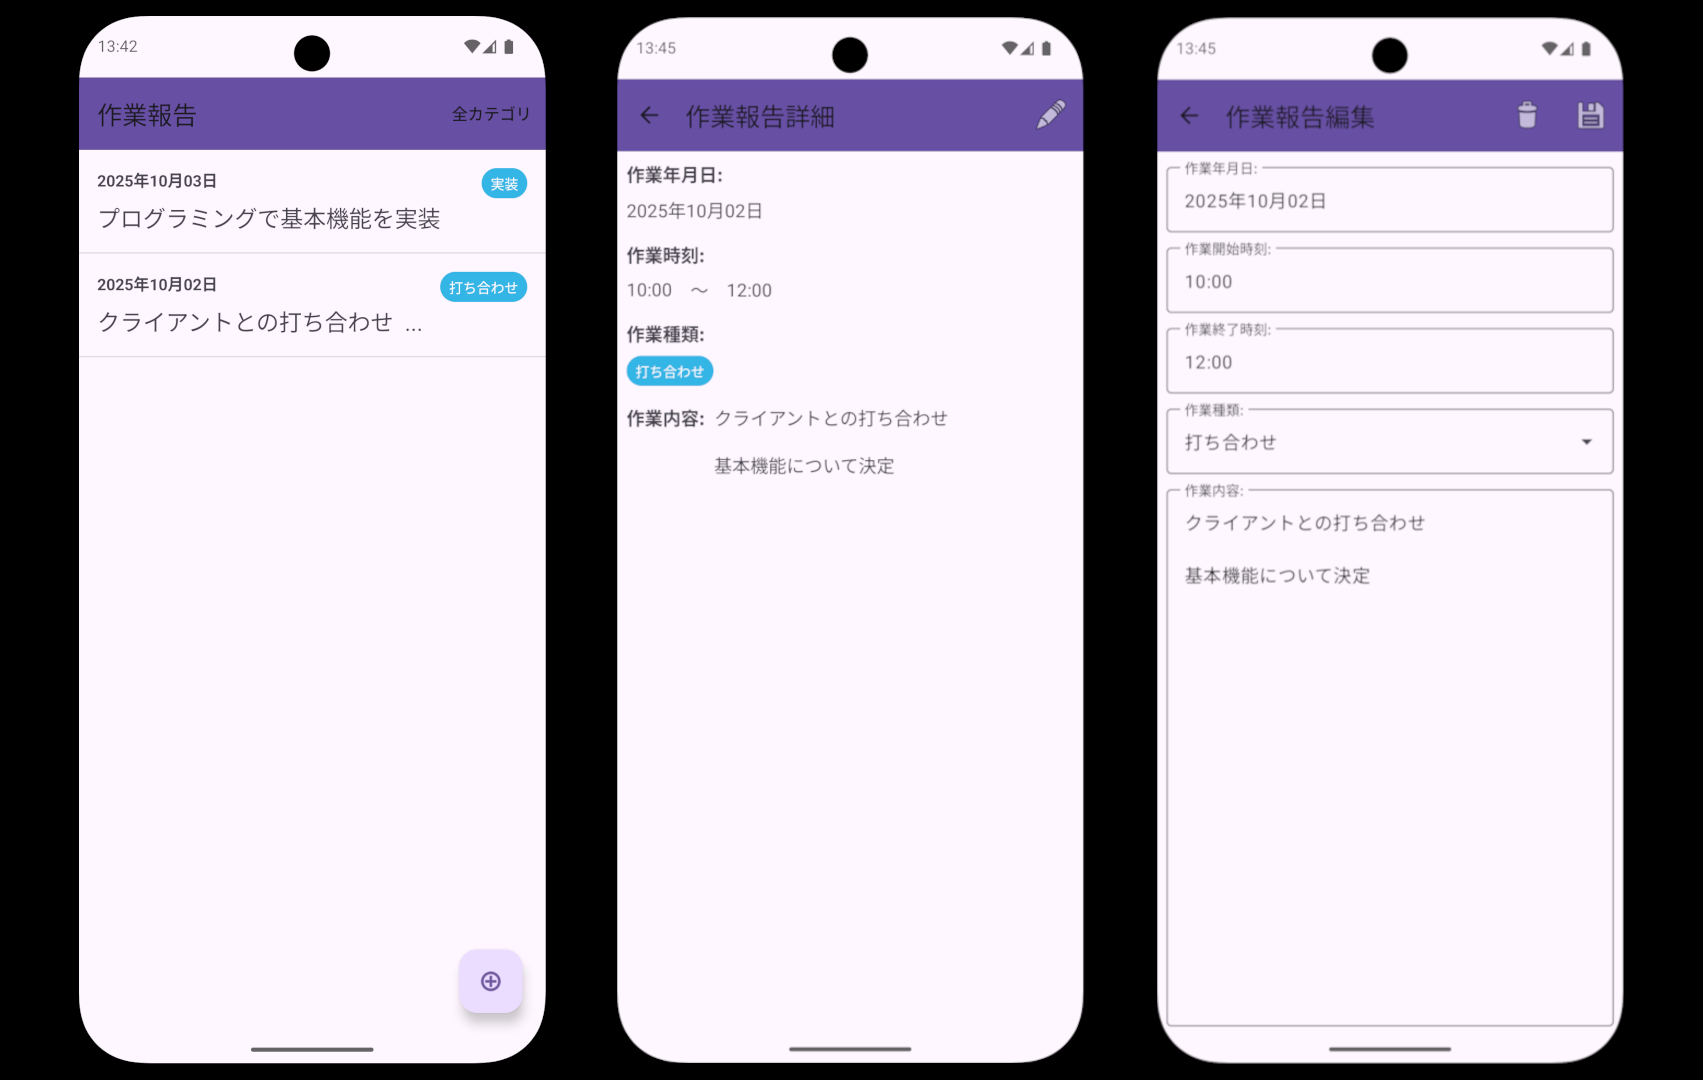 13:42
作業報告
全カテゴリ
2025年10月03日
実装
プログラミングで基本機能を実装
2025年10月02日
打ち合わせ
クライアントとの打ち合わせ ...
13:45
作業報告詳細
作業年月日:
2025年10月02日
作業時刻:
10:00 ～ 12:00
作業種類:
打ち合わせ
作業内容: クライアントとの打ち合わせ
基本機能について決定
13:45
作業報告編集
作業年月日:
2025年10月02日
作業開始時刻:
10:00
作業終了時刻:
12:00
作業種類:
打ち合わせ
作業内容:
クライアントとの打ち合わせ
基本機能について決定